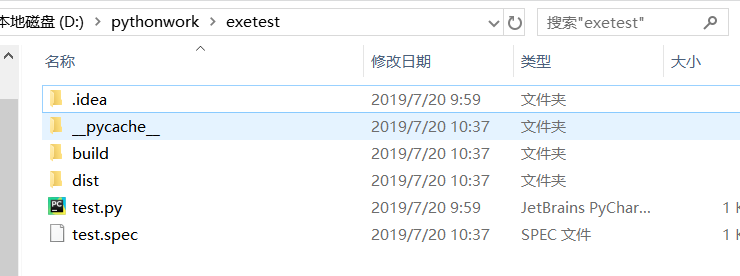 本地磁盘 (D:) › pythonwork › exetest 搜索"exetest"
名称 修改日期 类型 大小
.idea 2019/7/20 9:59 文件夹
__pycache__ 2019/7/20 10:37 文件夹
build 2019/7/20 10:37 文件夹
dist 2019/7/20 10:37 文件夹
test.py 2019/7/20 9:59 JetBrains PyChar... 1
test.spec 2019/7/20 10:37 SPEC 文件 1